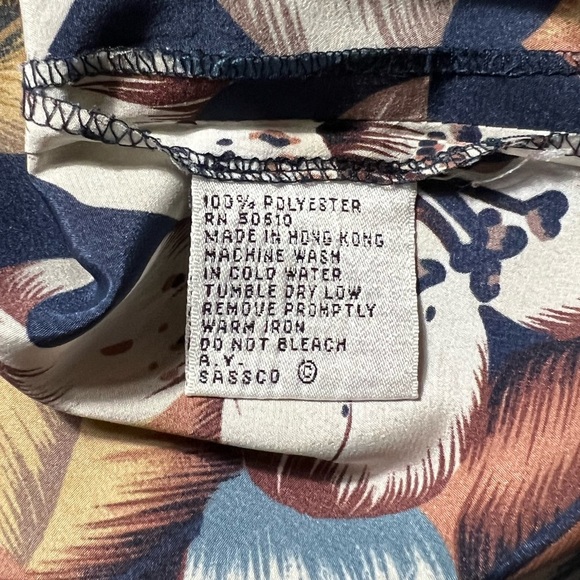 100% POLYESTER
RN 50610
MADE IN HONG KONG
MACHINE WASH
IN COLD WATER
TUMBLE DRY LOW
REMOVE PROMPTLY
WARM IRON
DO NOT BLEACH
A.Y.
SASSCO ©